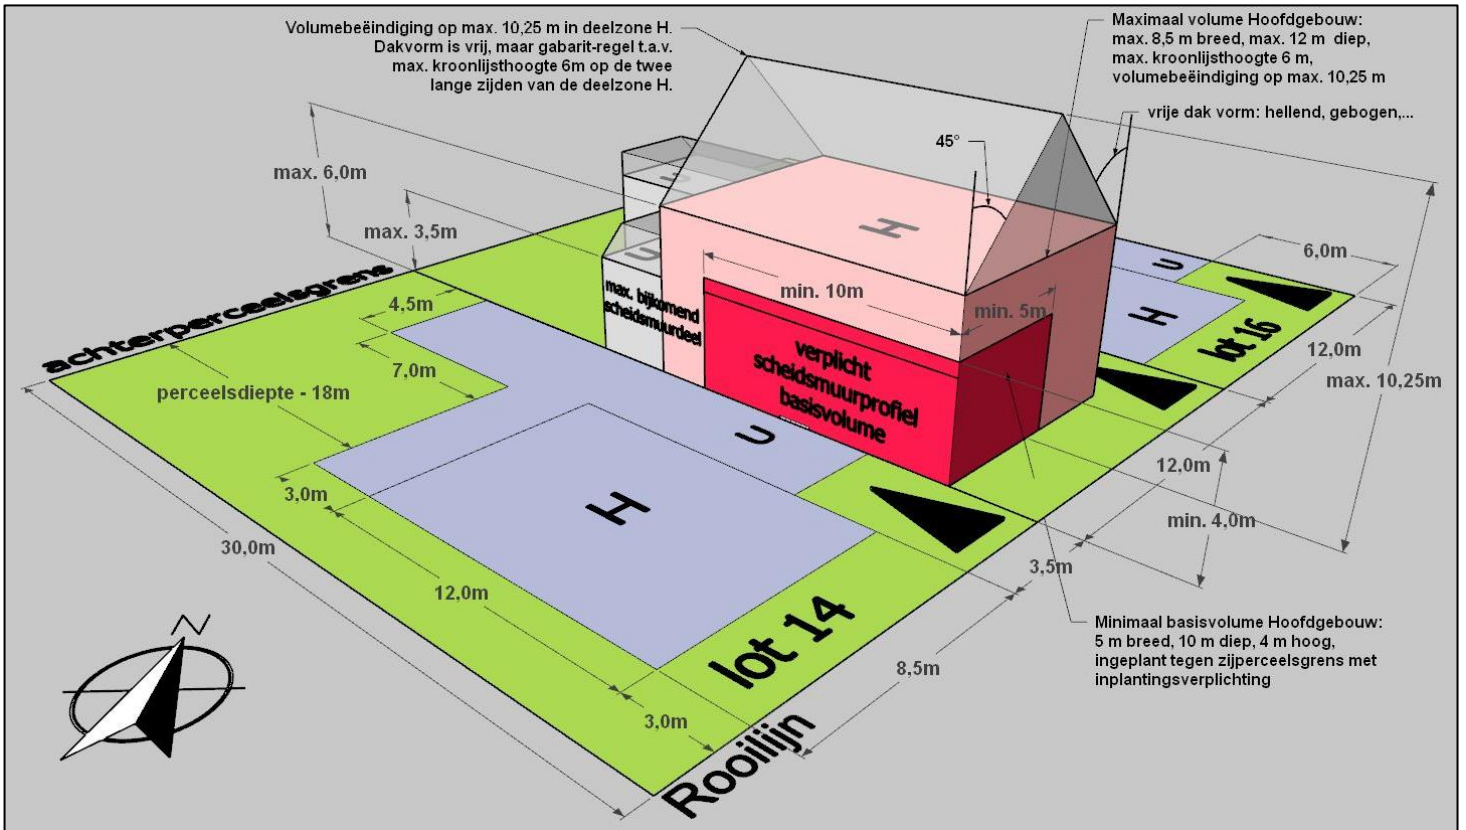 Volumebeëindiging op max. 10,25 m in deelzone H.
Dakvorm is vrij, maar gabarit-regel t.a.v.
max. kroonlijsthoogte 6m op de twee
lange zijden van de deelzone H.
Maximaal volume Hoofdgebouw:
max. 8,5 m breed, max. 12 m diep,
max. kroonlijsthoogte 6 m,
volumebeëindiging op max. 10,25 m
vrije dak vorm: hellend, gebogen,...
45°
max. 6,0m
max. 3,5m
U
U
H
U
6,0m
achterperceelsgrens
4,5m
max. bijkomend
scheidsmuurdeel
min. 10m
min. 5m
H
lot 16
12,0m
max. 10,25m
perceelsdiepte - 18m
7,0m
verplicht
scheidsmuurprofiel
basisvolume
U
12,0m
min. 4,0m
3,0m
H
30,0m
12,0m
3,5m
lot 14
8,5m
3,0m
Rooilijn
N
Minimaal basisvolume Hoofdgebouw:
5 m breed, 10 m diep, 4 m hoog,
ingeplant tegen zijperceelsgrens met
inplantingsverplichting